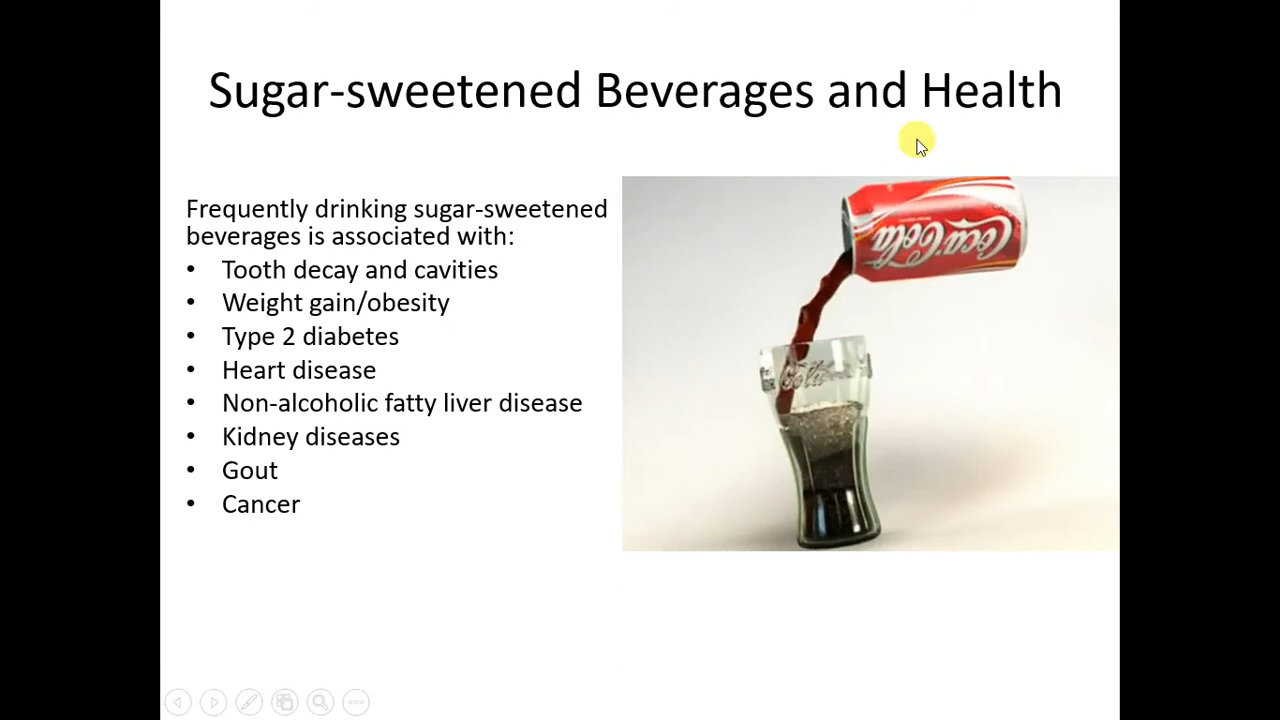 Sugar-sweetened Beverages and Health
Frequently drinking sugar-sweetened
beverages is associated with:
• Tooth decay and cavities
• Weight gain/obesity
• Type 2 diabetes
• Heart disease
• Non-alcoholic fatty liver disease
• Kidney diseases
• Gout
• Cancer
Coca-Cola
Cola